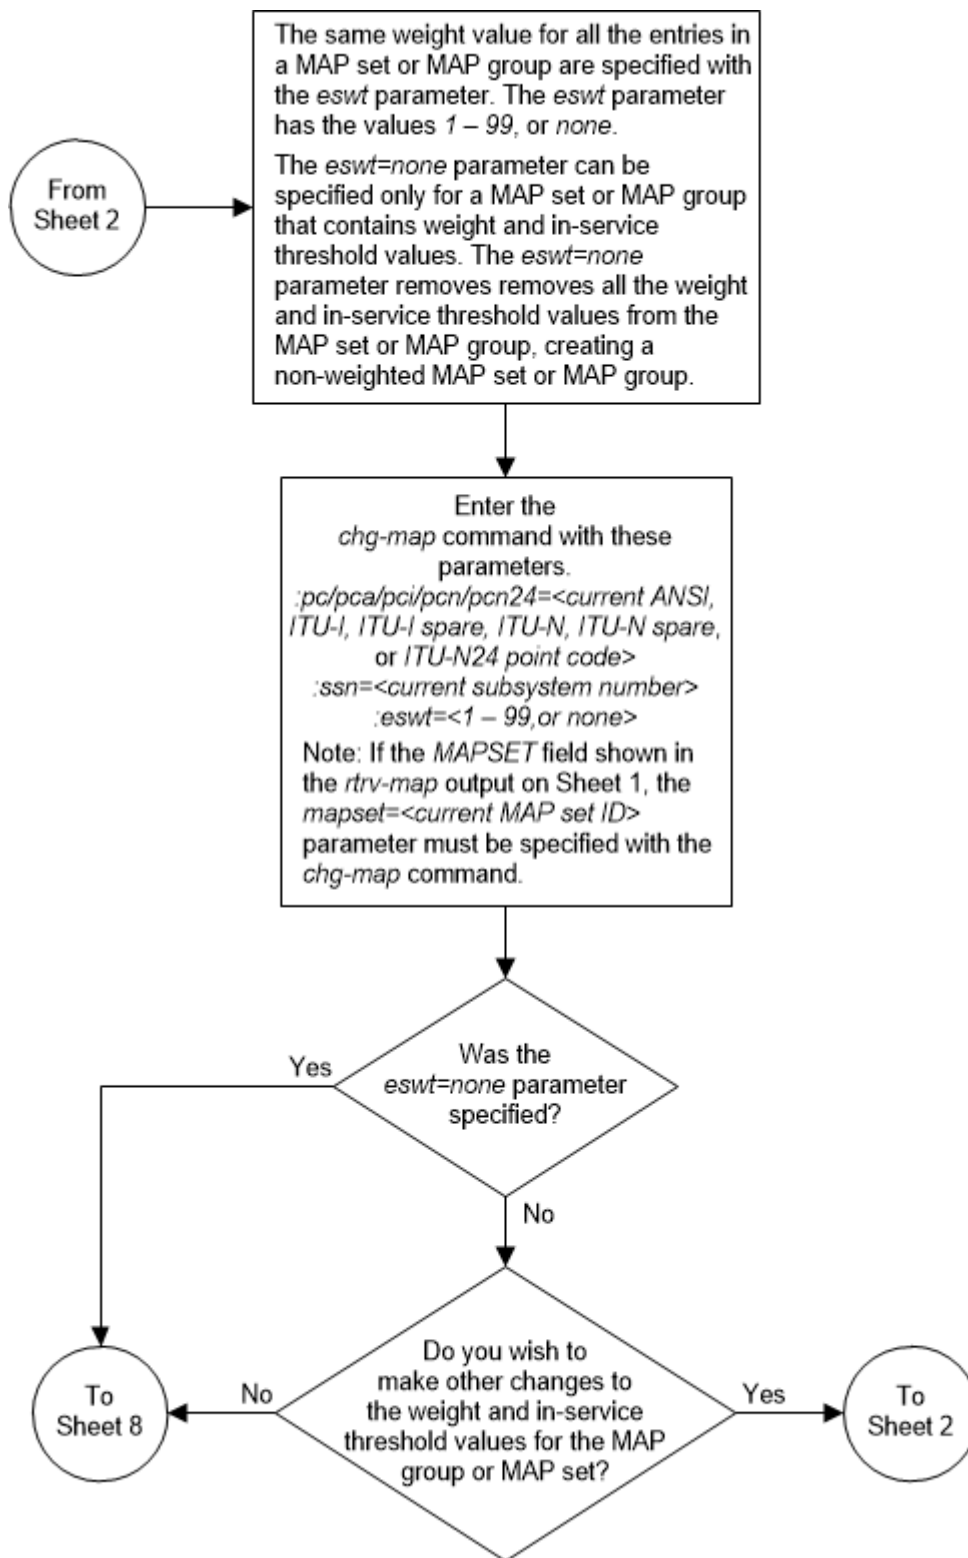 The same weight value for all the entries in
a MAP set or MAP group are specified with
the eswt parameter. The eswt parameter
has the values 1 – 99, or none.
The eswt=none parameter can be
specified only for a MAP set or MAP group
that contains weight and in-service
threshold values. The eswt=none
parameter removes removes all the weight
and in-service threshold values from the
MAP set or MAP group, creating a
non-weighted MAP set or MAP group.
From
Sheet 2
Enter the
chg-map command with these
parameters.
:pc/pca/pci/pcn/pcn24=<current ANSI,
ITU-I, ITU-I spare, ITU-N, ITU-N spare,
or ITU-N24 point code>
:ssn=<current subsystem number>
:eswt=<1 – 99,or none>
Note: If the MAPSET field shown in
the rtrv-map output on Sheet 1, the
mapset=<current MAP set ID>
parameter must be specified with the
chg-map command.
Was the
eswt=none parameter
specified?
Yes
No
Do you wish to
make other changes to
the weight and in-service
threshold values for the MAP
group or MAP set?
No
Yes
To
Sheet 8
To
Sheet 2